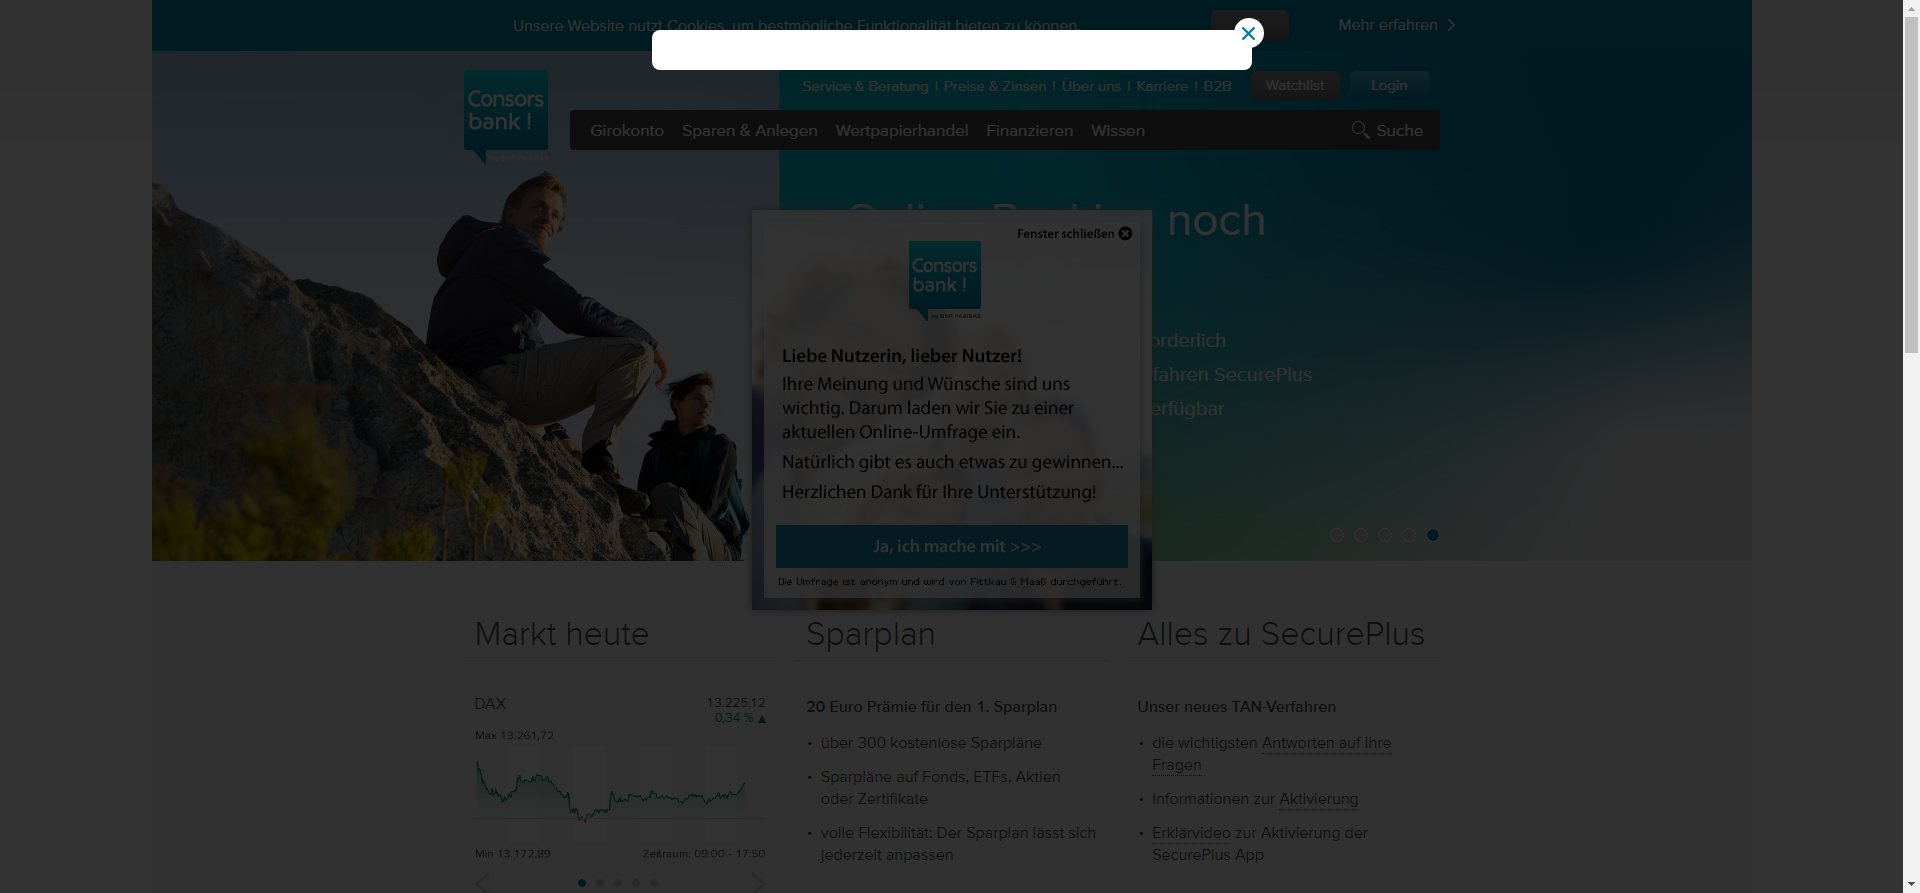 Unsere Website nutzt Cookies, um bestmögliche Funktionalität bieten zu können.
Mehr erfahren
Consors
bank !
by BNP PARIBAS
Service & Beratung | Preise & Zinsen | Über uns | Karriere | B2B
Watchlist
Login
Girokonto Sparen & Anlegen Wertpapierhandel Finanzieren Wissen
Suche
noch
orderlich
fahren SecurePlus
erfügbar
Fenster schließen
Consors
bank !
by BNP PARIBAS
Liebe Nutzerin, lieber Nutzer!
Ihre Meinung und Wünsche sind uns
wichtig. Darum laden wir Sie zu einer
aktuellen Online-Umfrage ein.
Natürlich gibt es auch etwas zu gewinnen...
Herzlichen Dank für Ihre Unterstützung!
Ja, ich mache mit >>>
Die Umfrage ist anonym und wird von Fittkau & Maaß durchgeführt.
Markt heute
DAX
13.225,12
0,34 % ▲
Max 13.261,72
Min 13.172,89
Zeitraum: 09:00 - 17:50
Sparplan
20 Euro Prämie für den 1. Sparplan
• über 300 kostenlose Sparpläne
• Sparpläne auf Fonds, ETFs, Aktien
oder Zertifikate
• volle Flexibilität: Der Sparplan lässt sich
jederzeit anpassen
Alles zu SecurePlus
Unser neues TAN-Verfahren
• die wichtigsten Antworten auf Ihre
Fragen
• Informationen zur Aktivierung
• Erklärvideo zur Aktivierung der
SecurePlus App